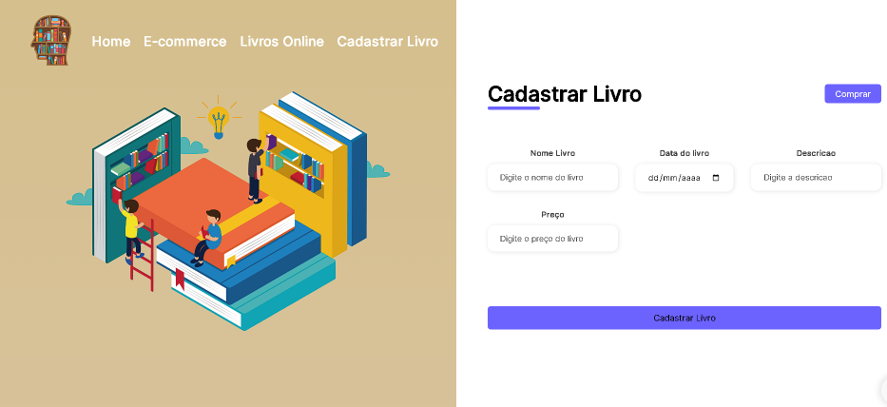 Home E-commerce Livros Online Cadastrar Livro
Cadastrar Livro
Comprar
Nome Livro Data do livro Descricao
Digite o nome do livro dd/mm/aaaa Digite a descricao
Preço
Digite o preço do livro
Cadastrar Livro